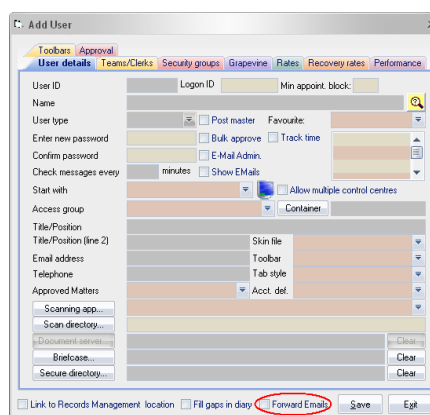 Add User
Toolbars Approval
User details Teams/Clerks Security groups Grapevine Rates Recovery rates Performance
User ID Logon ID Min appoint. block:
Name
User type Post master Favourite:
Enter new password Bulk approve Track time
Confirm password E-Mail Admin.
Check messages every minutes Show EMails
Start with Allow multiple control centres
Access group Container
Title/Position
Title/Position (line 2) Skin file
Email address Toolbar
Telephone Tab style
Approved Matters Acct. def.
Scanning app...
Scan directory...
Document server... Clear
Briefcase... Clear
Secure directory... Clear
Link to Records Management location Fill gaps in diary Forward Emails Save Exit